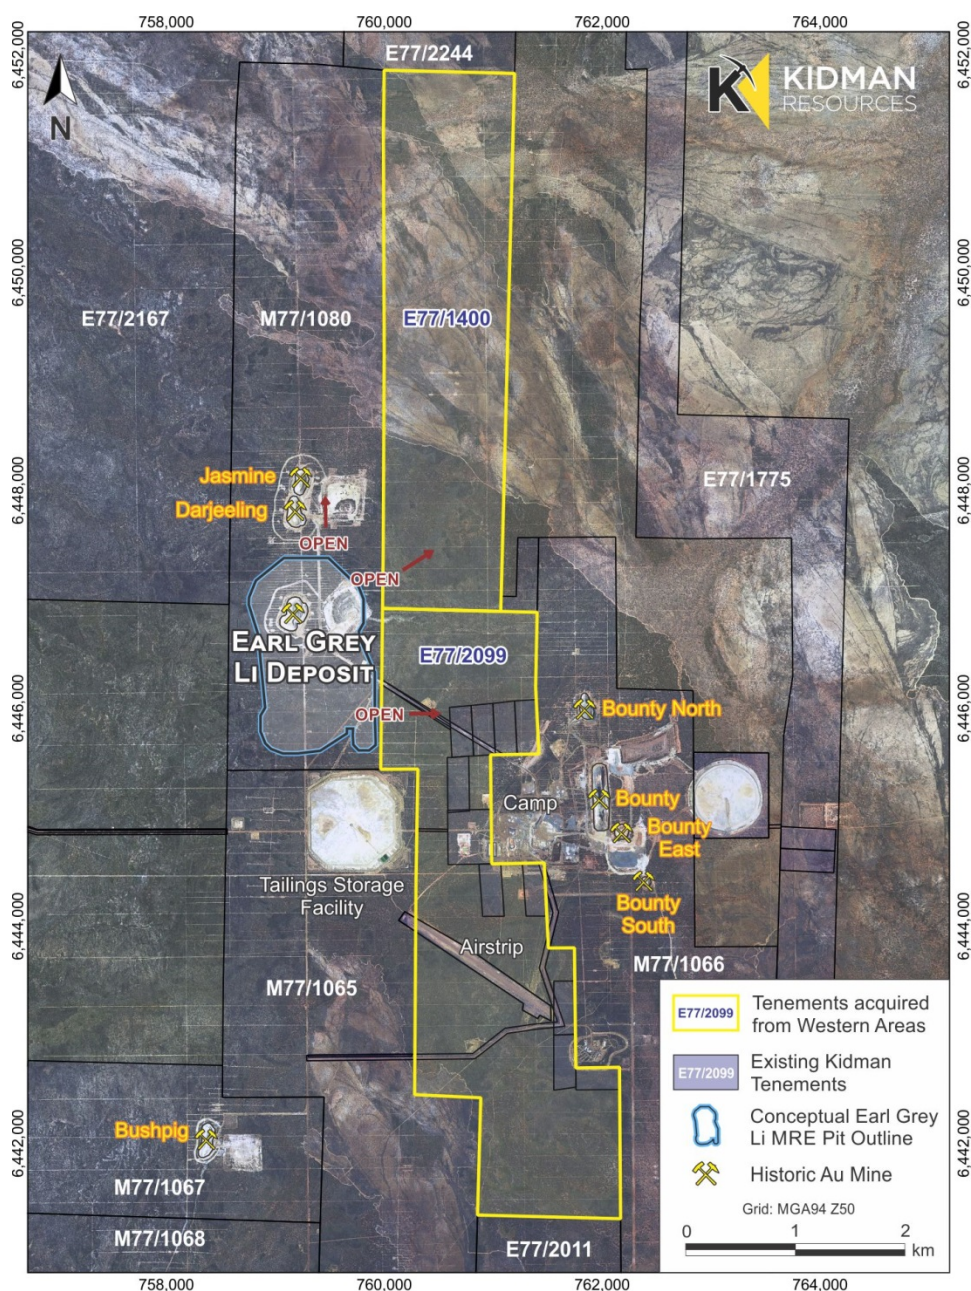 758,000
760,000
762,000
764,000
6,452,000
6,452,000
E77/2244
KIDMAN
RESOURCES
N
6,450,000
6,450,000
E77/2167
M77/1080
E77/1400
6,448,000
6,448,000
Jasmine
Darjeeling
E77/1775
OPEN
OPEN
EARL GREY
LI DEPOSIT
E77/2099
6,446,000
6,446,000
OPEN
Bounty North
Camp
Bounty
Bounty
East
Tailings Storage
Facility
Bounty
South
6,444,000
6,444,000
Airstrip
M77/1065
M77/1066
E77/2099
Tenements acquired
from Western Areas
E77/2099
Existing Kidman
Tenements
Conceptual Earl Grey
Li MRE Pit Outline
Historic Au Mine
Bushpig
6,442,000
6,442,000
M77/1067
M77/1068
E77/2011
Grid: MGA94 Z50
0
1
2
km
758,000
760,000
762,000
764,000